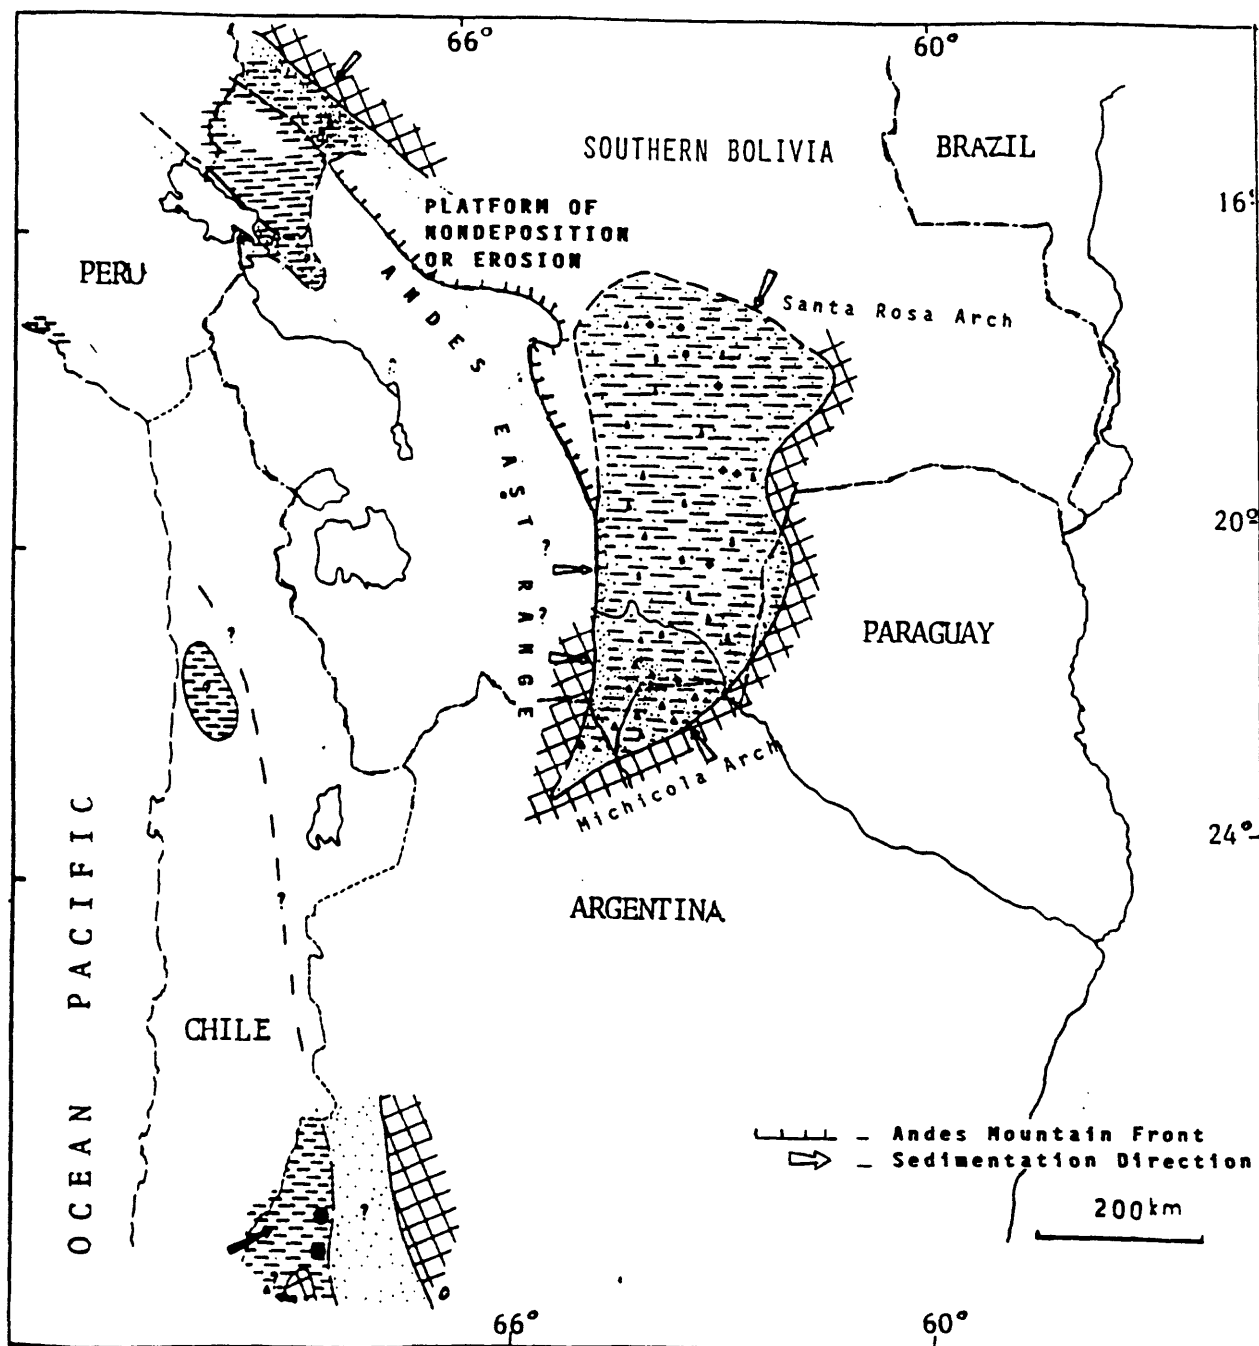 66° 60°
SOUTHERN BOLIVIA BRAZIL
16°
PLATFORM OF
NONDEPOSITION
OR EROSION
PERU
ANDES EAST RANGE
Santa Rosa Arch
20°
?
?
?
PARAGUAY
?
Michicola Arch
24°
OCEAN PACIFIC
ARGENTINA
?
CHILE
— Andes Mountain Front
— Sedimentation Direction
200km
?
?
66° 60°